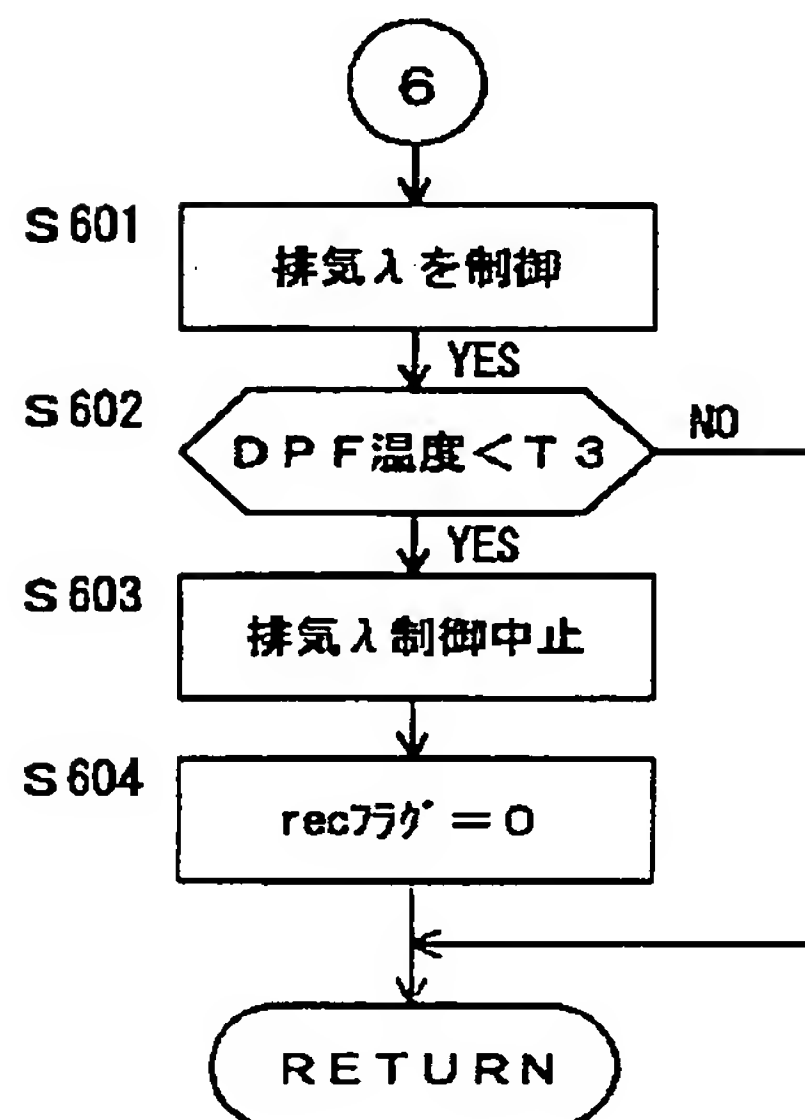 6
S601
排気λを制御
YES
S602
DPF温度<T3
NO
YES
S603
排気λ制御中止
S604
recフラグ=0
RETURN